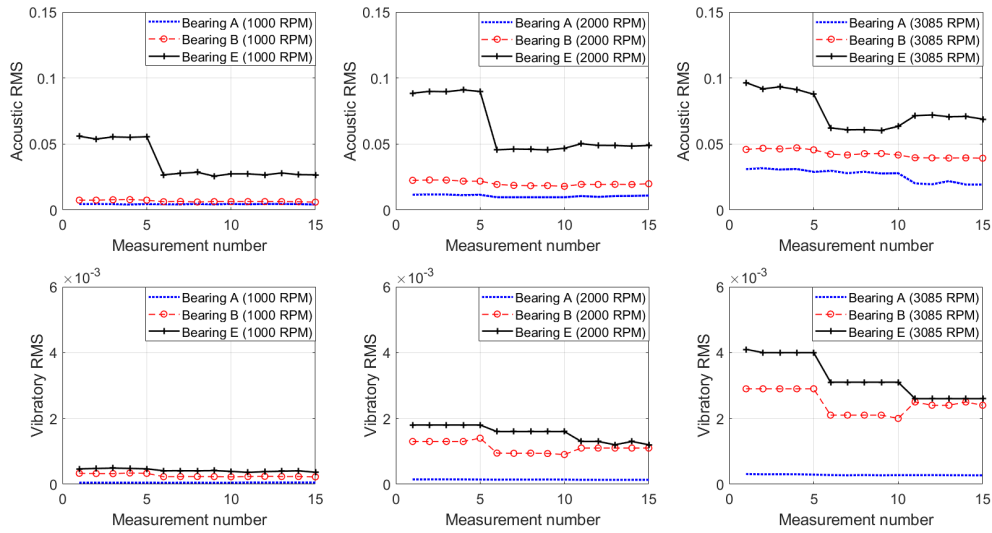 Bearing A (1000 RPM)
Bearing B (1000 RPM)
Bearing E (1000 RPM)
0.15
0.1
0.05
0
Acoustic RMS
0 5 10 15
Measurement number
Bearing A (2000 RPM)
Bearing B (2000 RPM)
Bearing E (2000 RPM)
0.15
0.1
0.05
0
Acoustic RMS
0 5 10 15
Measurement number
Bearing A (3085 RPM)
Bearing B (3085 RPM)
Bearing E (3085 RPM)
0.15
0.1
0.05
0
Acoustic RMS
0 5 10 15
Measurement number
×10-3
Bearing A (1000 RPM)
Bearing B (1000 RPM)
Bearing E (1000 RPM)
6
4
2
0
Vibratory RMS
0 5 10 15
Measurement number
×10-3
Bearing A (2000 RPM)
Bearing B (2000 RPM)
Bearing E (2000 RPM)
6
4
2
0
Vibratory RMS
0 5 10 15
Measurement number
×10-3
Bearing A (3085 RPM)
Bearing B (3085 RPM)
Bearing E (3085 RPM)
6
4
2
0
Vibratory RMS
0 5 10 15
Measurement number